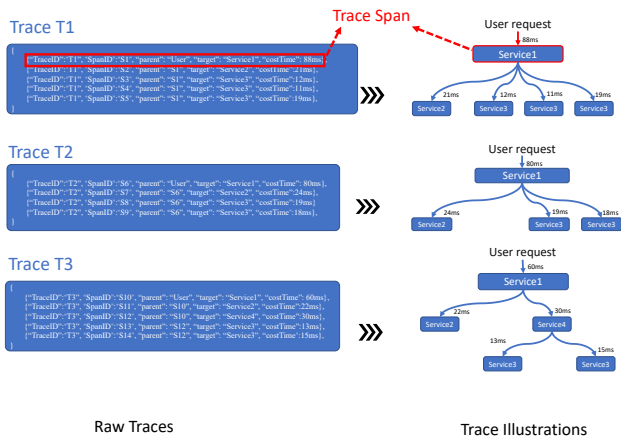 Trace T1
Trace Span
User request
{
{"TraceID":'T1", 'SpanID':'S1', "parent": "User", "target": "Service1", "costTime": 88ms},
{"TraceID":"T1", 'SpanID':'S2', "parent": "S1", "target": "Service2", "costTime":21ms},
{"TraceID":"T1", 'SpanID':'S3', "parent": "S1", "target": "Service3", "costTime":12ms},
{"TraceID":"T1", 'SpanID':'S4', "parent": "S1", "target": "Service3", "costTime":11ms},
{"TraceID":"T1", 'SpanID':'S5', "parent": "S1", "target": "Service3", "costTime":19ms},
}
88ms
Service1
21ms
12ms
11ms
19ms
Service2
Service3
Service3
Service3
Trace T2
User request
{
{"TraceID":"T2", 'SpanID':'S6', "parent": "User", "target": "Service1", "costTime": 80ms},
{"TraceID":"T2", 'SpanID':'S7', "parent": "S6", "target": "Service2", "costTime":24ms},
{"TraceID":"T2", 'SpanID':'S8', "parent": "S6", "target": "Service3", "costTime":19ms
{"TraceID":"T2", 'SpanID':'S9', "parent": "S6", "target": "Service3", "costTime':18ms},
}
80ms
Service1
24ms
19ms
18ms
Service2
Service3
Service3
Trace T3
User request
{
{"TraceID":"T3", 'SpanID':'S10', "parent": "User", "target": "Service1", "costTime": 60ms},
{"TraceID":"T3", 'SpanID':'S11', "parent": "S10", "target": "Service2", "costTime":22ms},
{"TraceID":"T3", 'SpanID':'S12', "parent": "S10", "target": "Service4", "costTime":30ms},
{"TraceID":"T3", 'SpanID':'S13', "parent": "S12", "target": "Service3", "costTime":13ms},
{"TraceID":"T3", 'SpanID':'S14', "parent": "S12", "target": "Service3", "costTime":15ms},
}
60ms
Service1
22ms
30ms
Service2
Service4
13ms
15ms
Service3
Service3
Raw Traces
Trace Illustrations